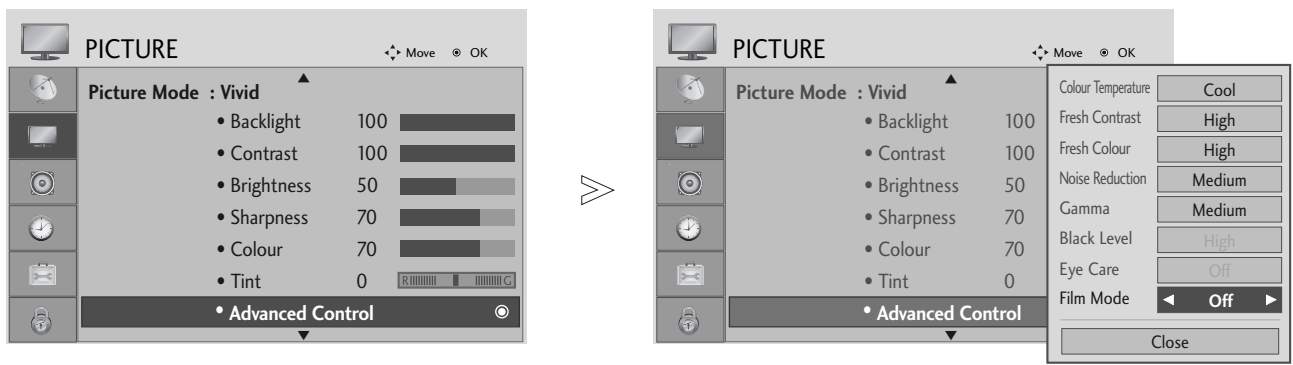 PICTURE
Move OK
Picture Mode : Vivid
• Backlight 100
• Contrast 100
• Brightness 50
• Sharpness 70
• Colour 70
• Tint 0 R G
• Advanced Control
PICTURE
Move OK
Picture Mode : Vivid
• Backlight 100
• Contrast 100
• Brightness 50
• Sharpness 70
• Colour 70
• Tint 0
• Advanced Control
Colour Temperature Cool
Fresh Contrast High
Fresh Colour High
Noise Reduction Medium
Gamma Medium
Black Level High
Eye Care Off
Film Mode Off
Close